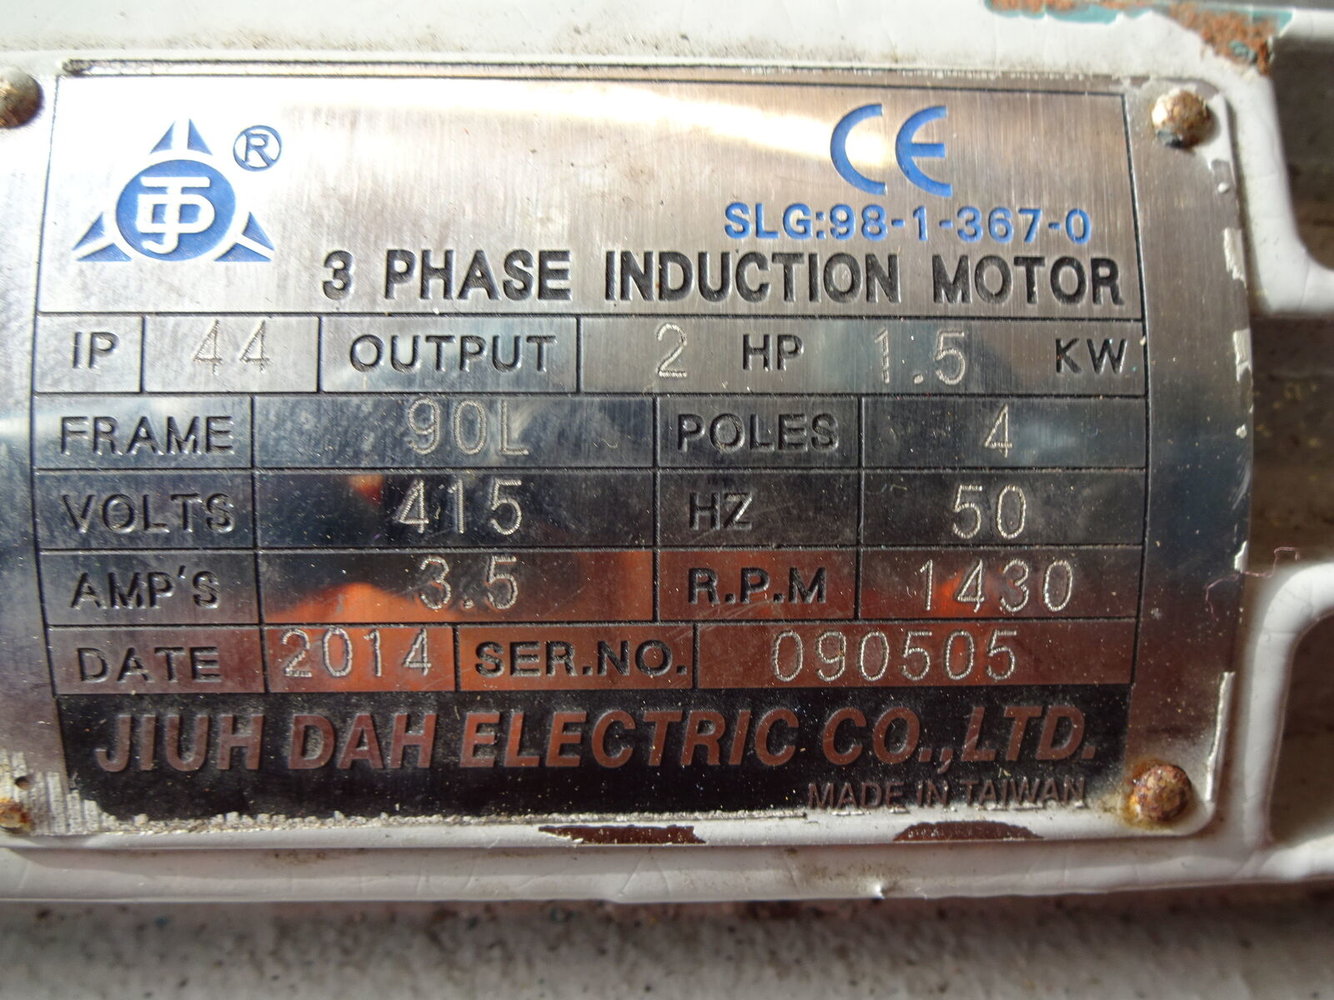 ®
CE
SLG:98-1-367-0
3 PHASE INDUCTION MOTOR
IP 44 OUTPUT 2 HP 1.5 KW
FRAME 90L POLES 4
VOLTS 415 HZ 50
AMP'S 3.5 R.P.M 1430
DATE 2014 SER.NO. 090505
JIUH DAH ELECTRIC CO.,LTD.
MADE IN TAIWAN